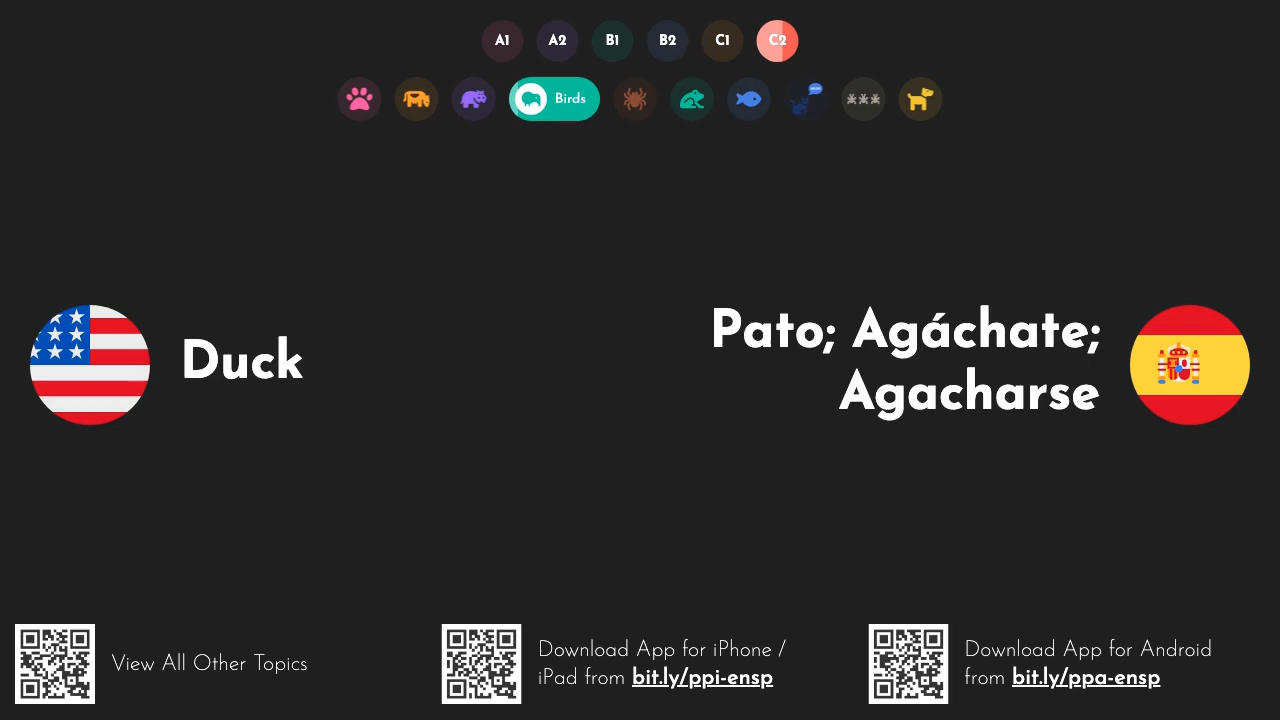 A1 A2 B1 B2 C1 C2
Birds
Duck
Pato; Agáchate;
Agacharse
View All Other Topics
Download App for iPhone /
iPad from bit.ly/ppi-ensp
Download App for Android
from bit.ly/ppa-ensp